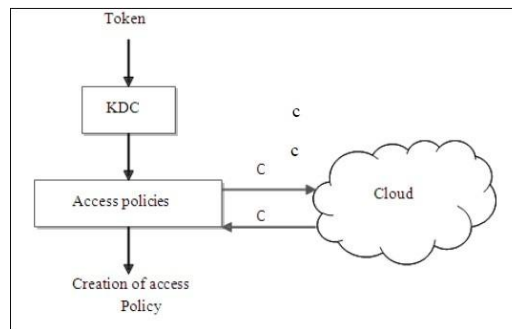 Token
KDC
c
c
C
Access policies
Cloud
C
Creation of access
Policy